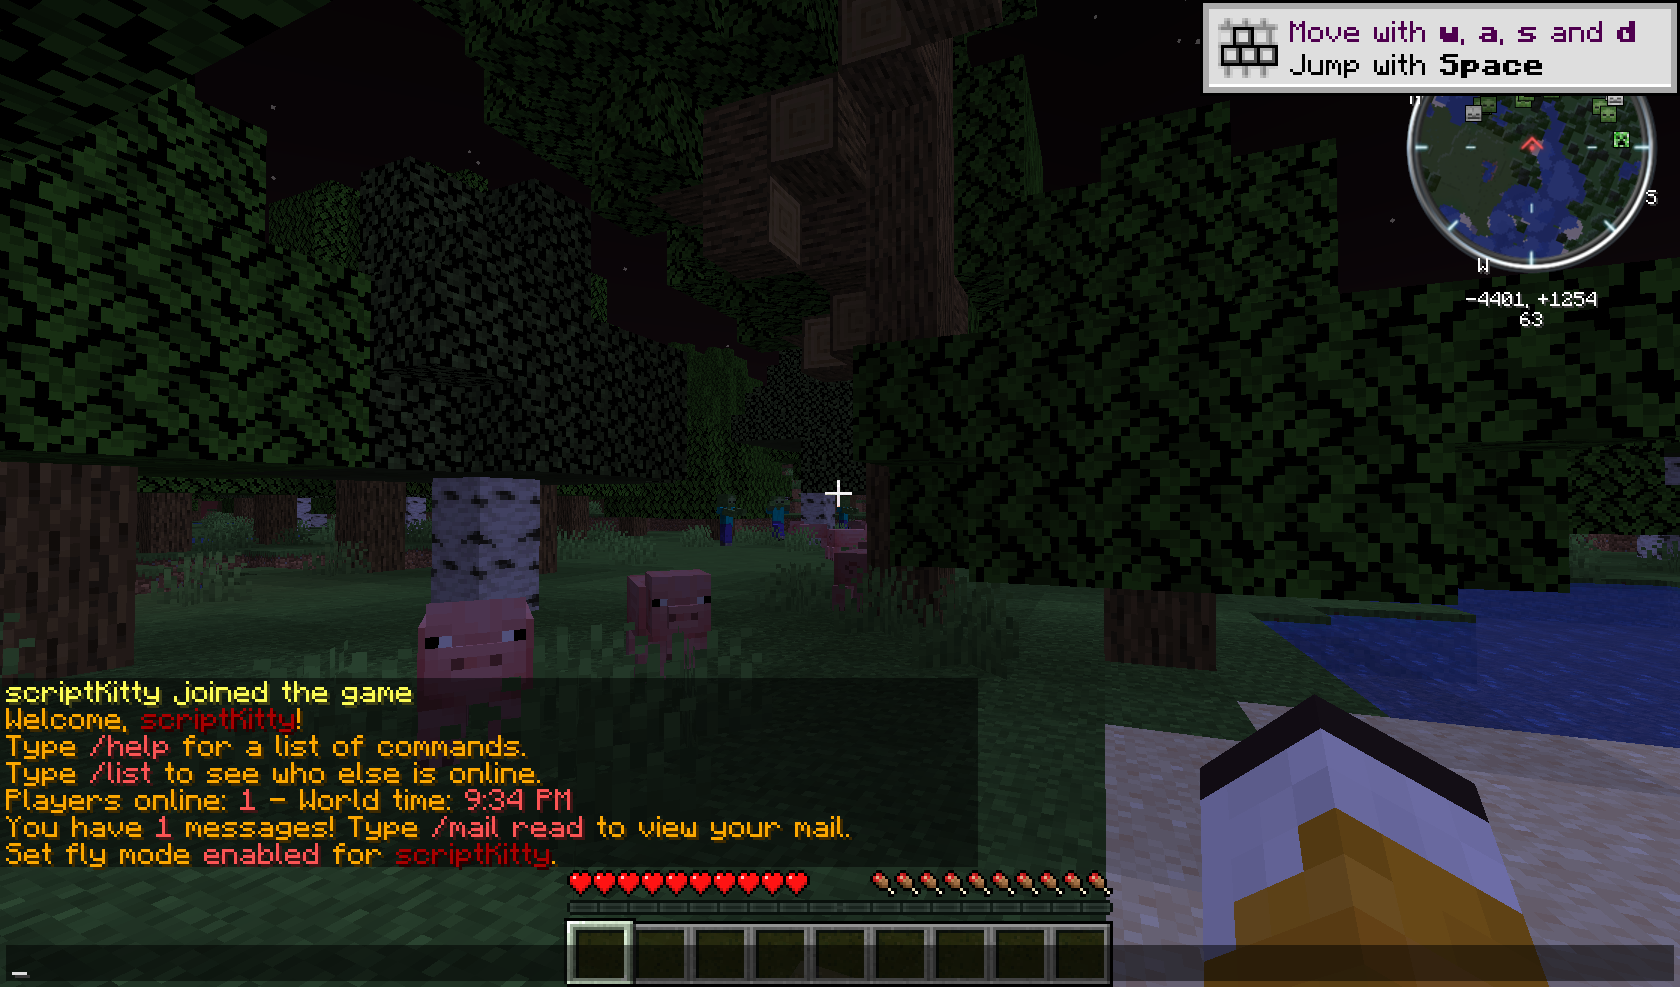 Move with w, a, s and d
Jump with Space
S
W
-4401, +1254
63
scriptKitty joined the game
Welcome, scriptKitty!
Type /help for a list of commands.
Type /list to see who else is online.
Players online: 1 - World time: 9:34 PM
You have 1 messages! Type /mail read to view your mail.
Set fly mode enabled for scriptKitty.
_